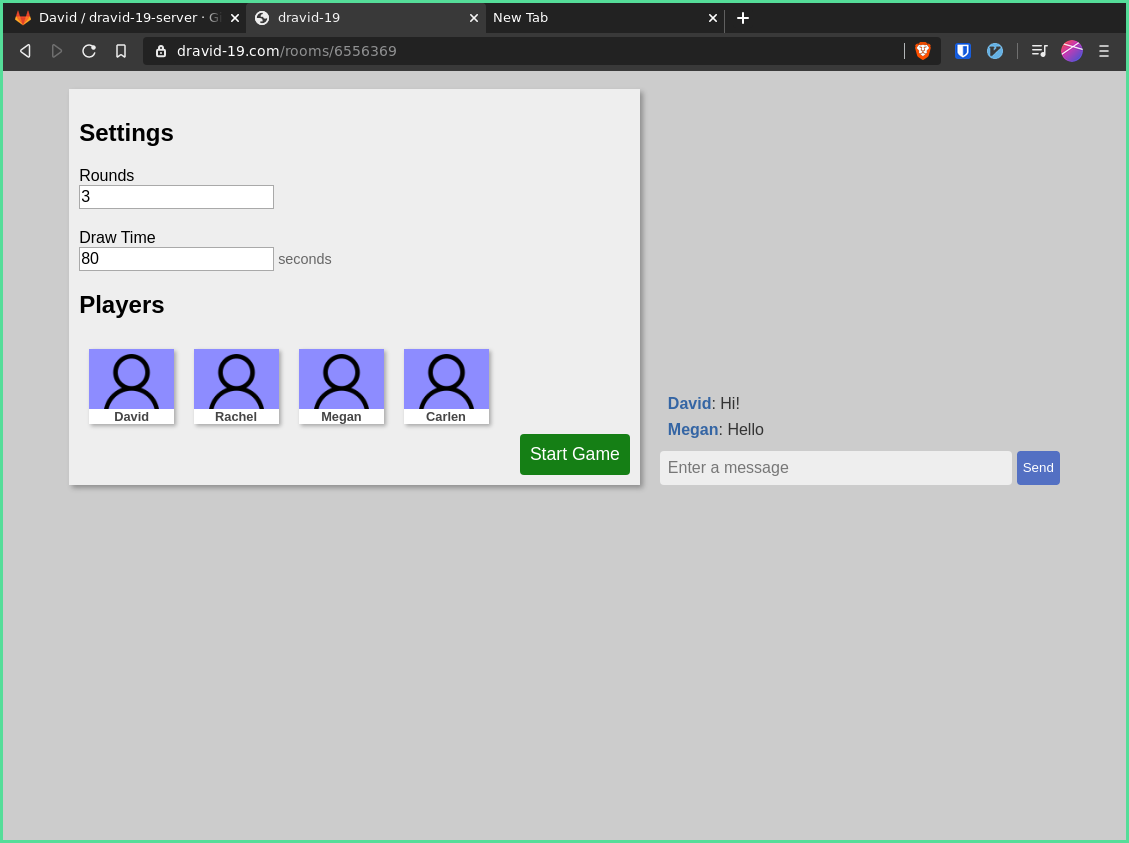 David / dravid-19-server · G
dravid-19
New Tab
dravid-19.com/rooms/6556369
Settings
Rounds
3
Draw Time
80 seconds
Players
David Rachel Megan Carlen
Start Game
David: Hi!
Megan: Hello
Enter a message
Send